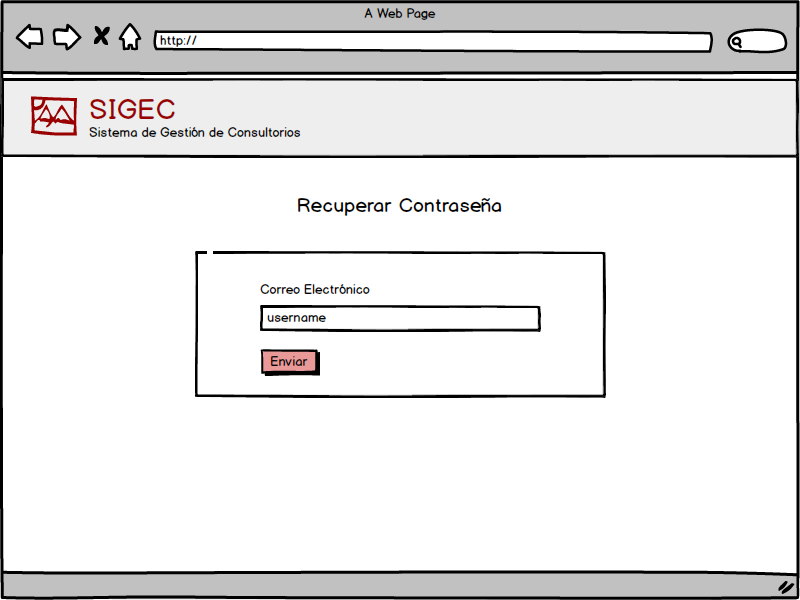 A Web Page
http://
SIGEC
Sistema de Gestión de Consultorios
Recuperar Contraseña
Correo Electrónico
username
Enviar